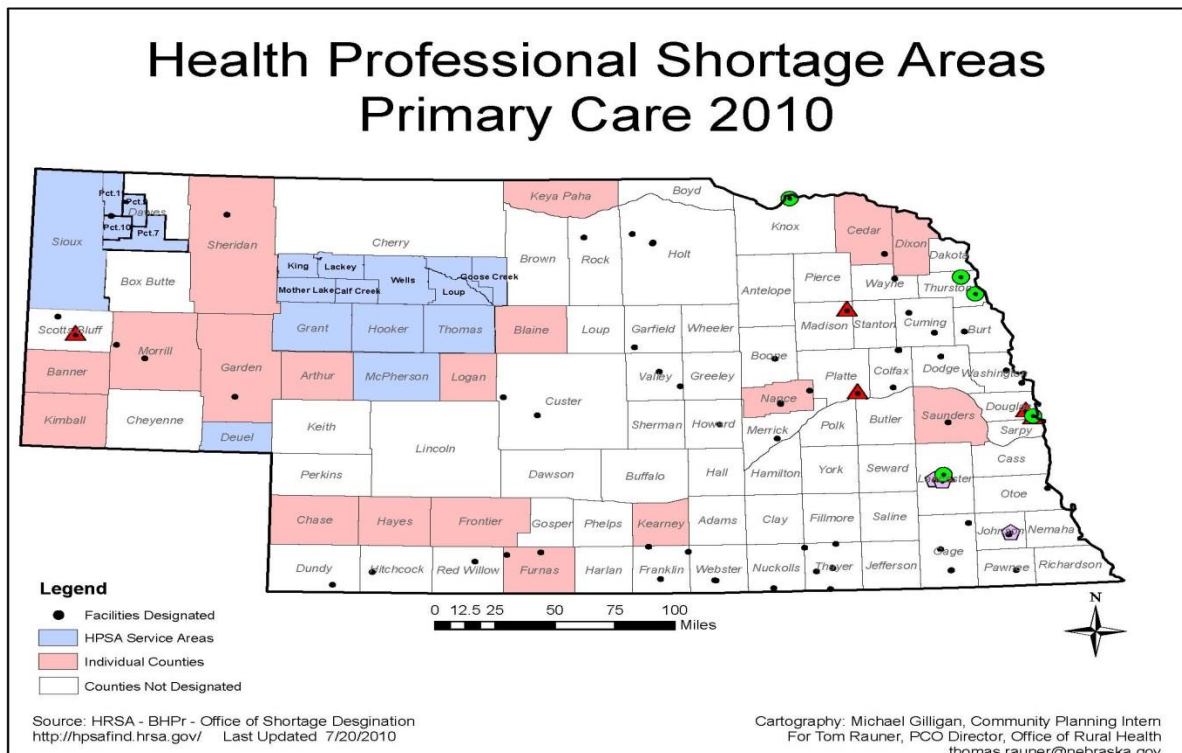 Health Professional Shortage Areas
Primary Care 2010
Keya Paha
Boyd
Knox
Cedar
Dixon
Dakota
Dawes
Pct.10
Pct.7
Sioux
Sheridan
Cherry
Brown
Rock
Holt
Antelope
Pierce
Wayne
Thurston
Box Butte
King
Lackey
Wells
Goose Creek
Mother Lake
Calf Creek
Loup
Scotts Bluff
Grant
Hooker
Thomas
Blaine
Loup
Garfield
Wheeler
Madison
Stanton
Cuming
Burt
Banner
Morrill
Garden
Arthur
McPherson
Logan
Custer
Valley
Greeley
Boone
Platte
Colfax
Dodge
Washington
Kimball
Cheyenne
Deuel
Keith
Lincoln
Sherman
Howard
Nance
Merrick
Polk
Butler
Saunders
Douglas
Sarpy
Perkins
Dawson
Buffalo
Hall
Hamilton
York
Seward
Lancaster
Cass
Otoe
Chase
Hayes
Frontier
Gosper
Phelps
Kearney
Adams
Clay
Fillmore
Saline
Johnson
Nemaha
Dundy
Hitchcock
Red Willow
Furnas
Harlan
Franklin
Webster
Nuckolls
Thayer
Jefferson
Gage
Pawnee
Richardson
Legend
Facilities Designated
HPSA Service Areas
Individual Counties
Counties Not Designated
0 12.5 25 50 75 100
Miles
N
Source: HRSA - BHPr - Office of Shortage Desgination
http://hpsafind.hrsa.gov/ Last Updated 7/20/2010
Cartography: Michael Gilligan, Community Planning Intern
For Tom Rauner, PCO Director, Office of Rural Health
thomas.rauner@nebraska.gov